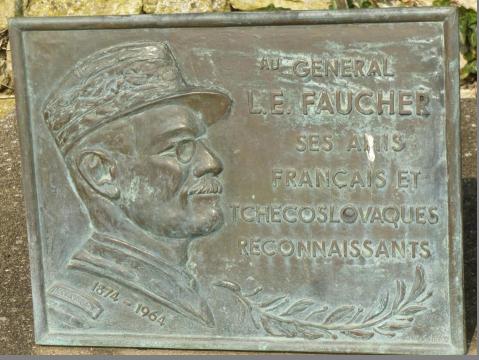 AU GENERAL
L.E. FAUCHER
SES AMIS
FRANÇAIS ET
TCHECOSLOVAQUES
RECONNAISSANTS
1874-1964